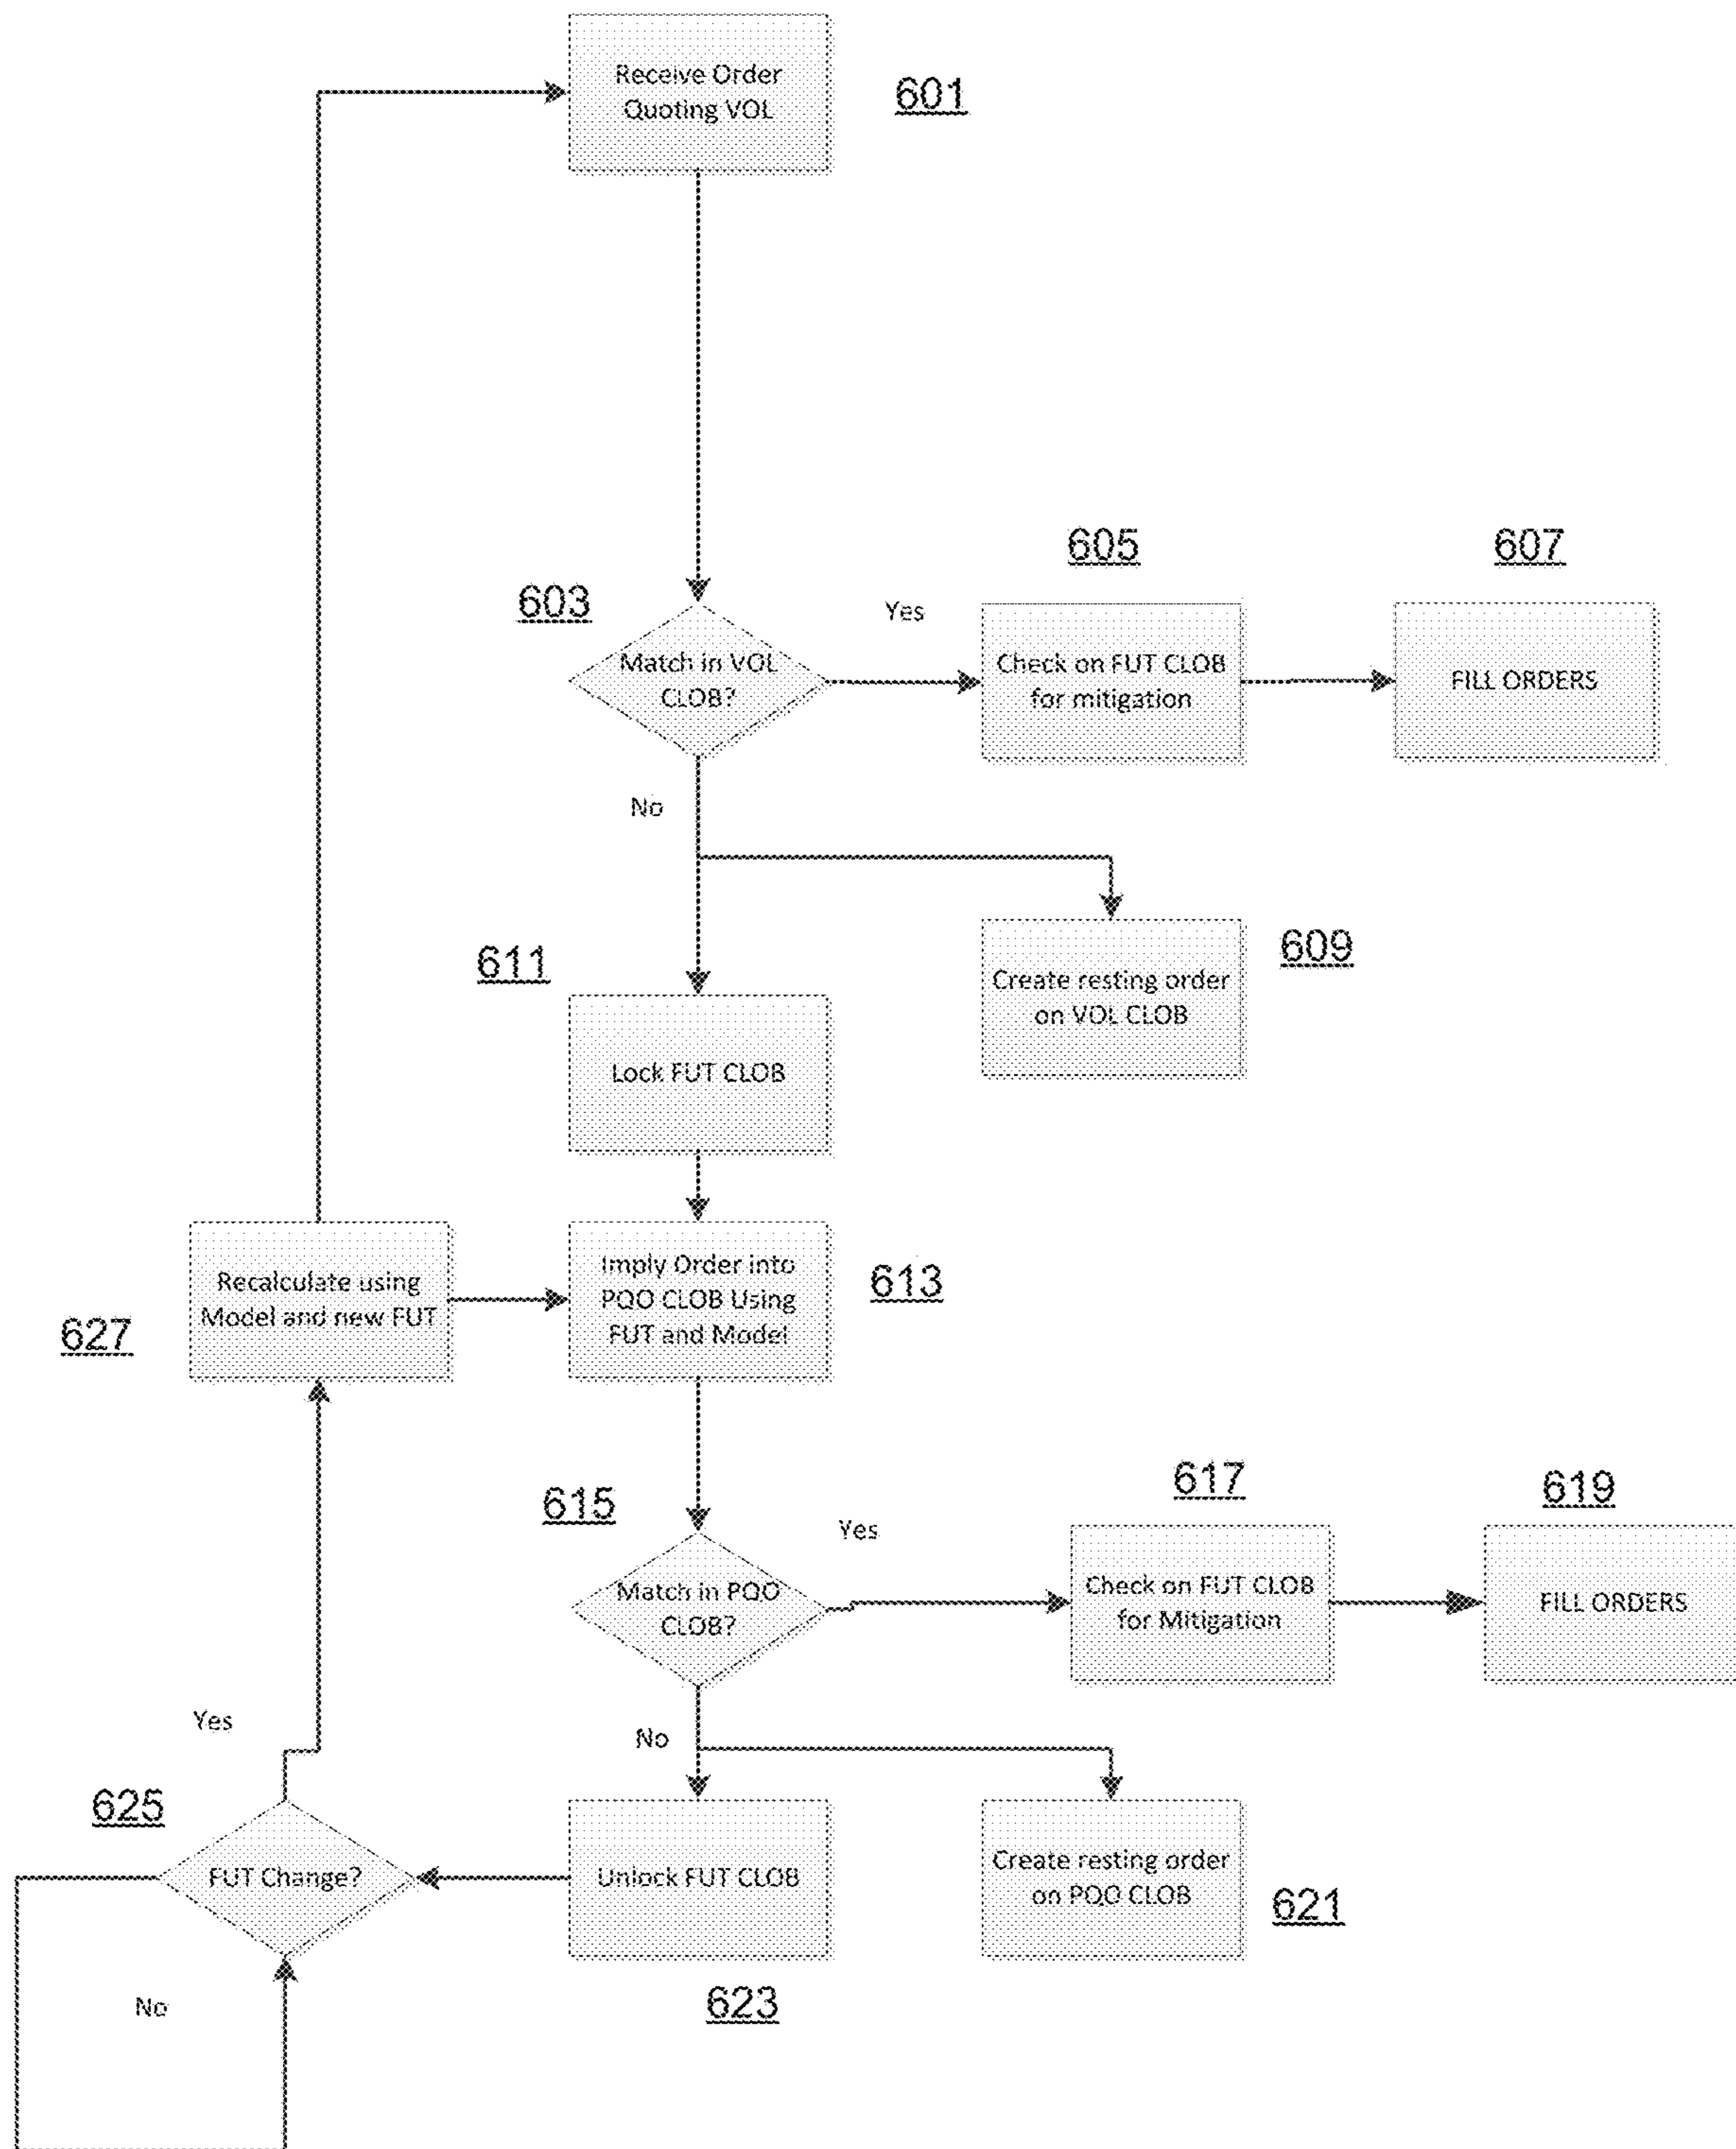 Receive Order
Quoting VOL
601
603
Match in VOL
CLOB?
Yes
605
Check on FUT CLOB
for mitigation
607
FILL ORDERS
No
609
Create resting order
on VOL CLOB
611
Lock FUT CLOB
627
Recalculate using
Model and new FUT
Imply Order into
PQO CLOB Using
FUT and Model
613
615
Match in PQO
CLOB?
Yes
617
Check on FUT CLOB
for Mitigation
619
FILL ORDERS
No
Yes
625
FUT Change?
No
Unlock FUT CLOB
623
Create resting order
on PQO CLOB
621